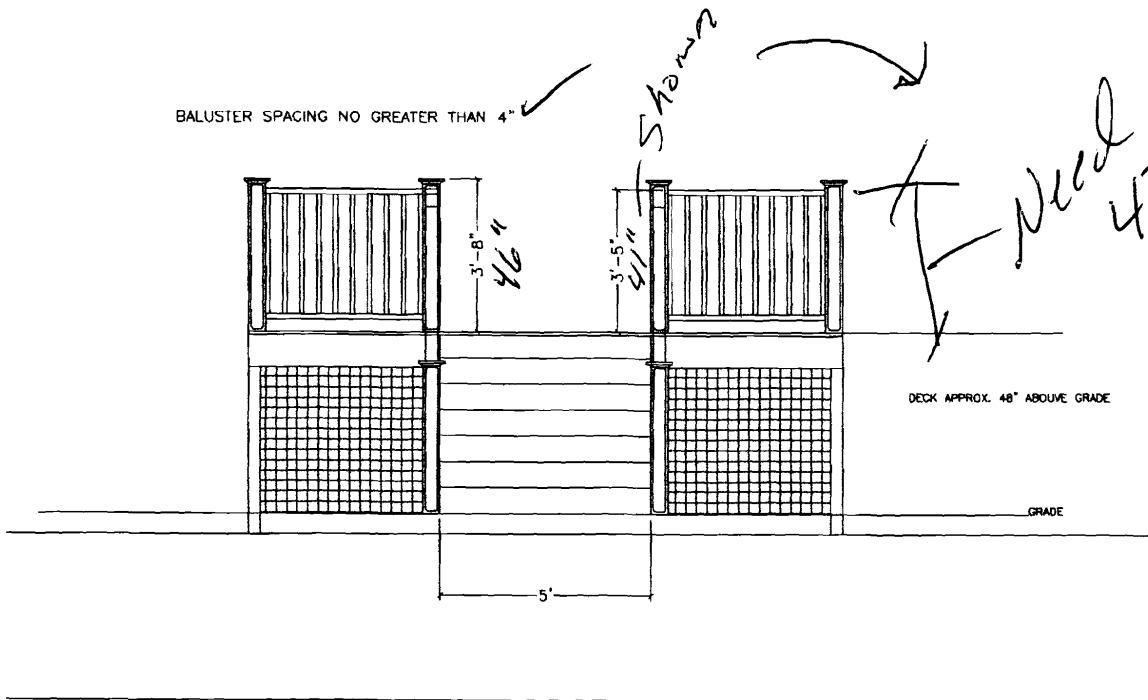 Shown
BALUSTER SPACING NO GREATER THAN 4"
Need
3'-8"
46"
3'-5"
41"
DECK APPROX. 48" ABOUVE GRADE
GRADE
5'